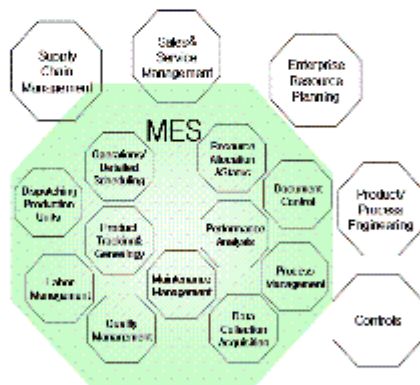 Supply
Chain
Management
Sales&
Service
Management
Enterprise
Resource
Planning
MES
Operations/
Detailed
Scheduling
Resource
Allocation
&Status
Dispatching
Production
Units
Document
Control
Product
Tracking&
Genealogy
Performance
Analysis
Product/
Process
Engineering
Labor
Management
Maintenance
Management
Process
Management
Quality
Management
Data
Collection
Acquisition
Controls